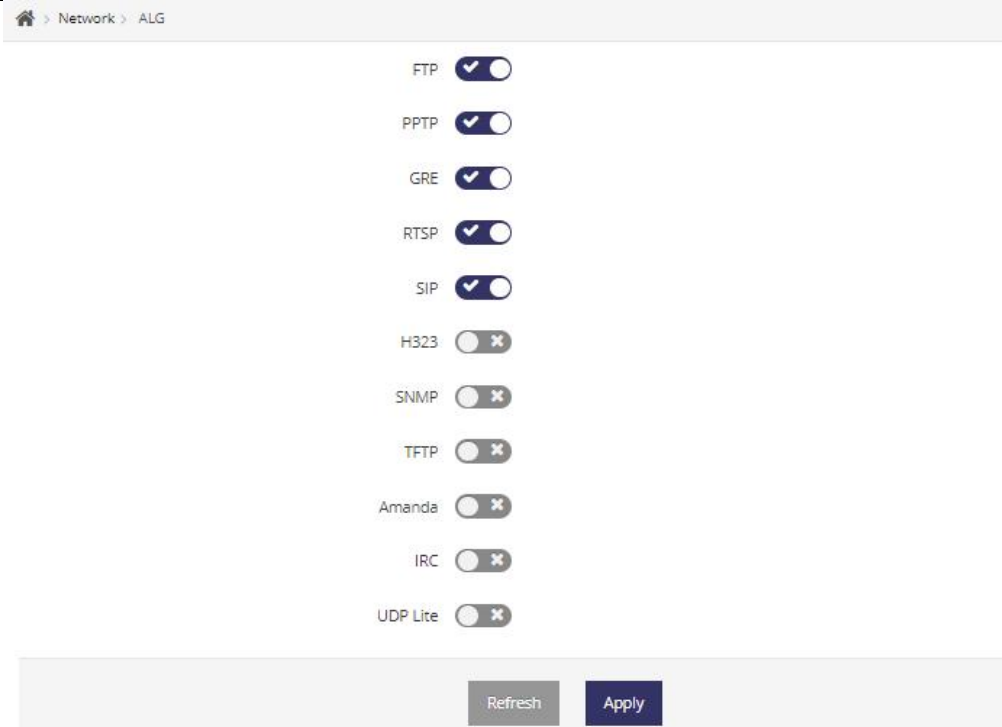 Network > ALG
FTP
PPTP
GRE
RTSP
SIP
H323
SNMP
TFTP
Amanda
IRC
UDP Lite
Refresh Apply